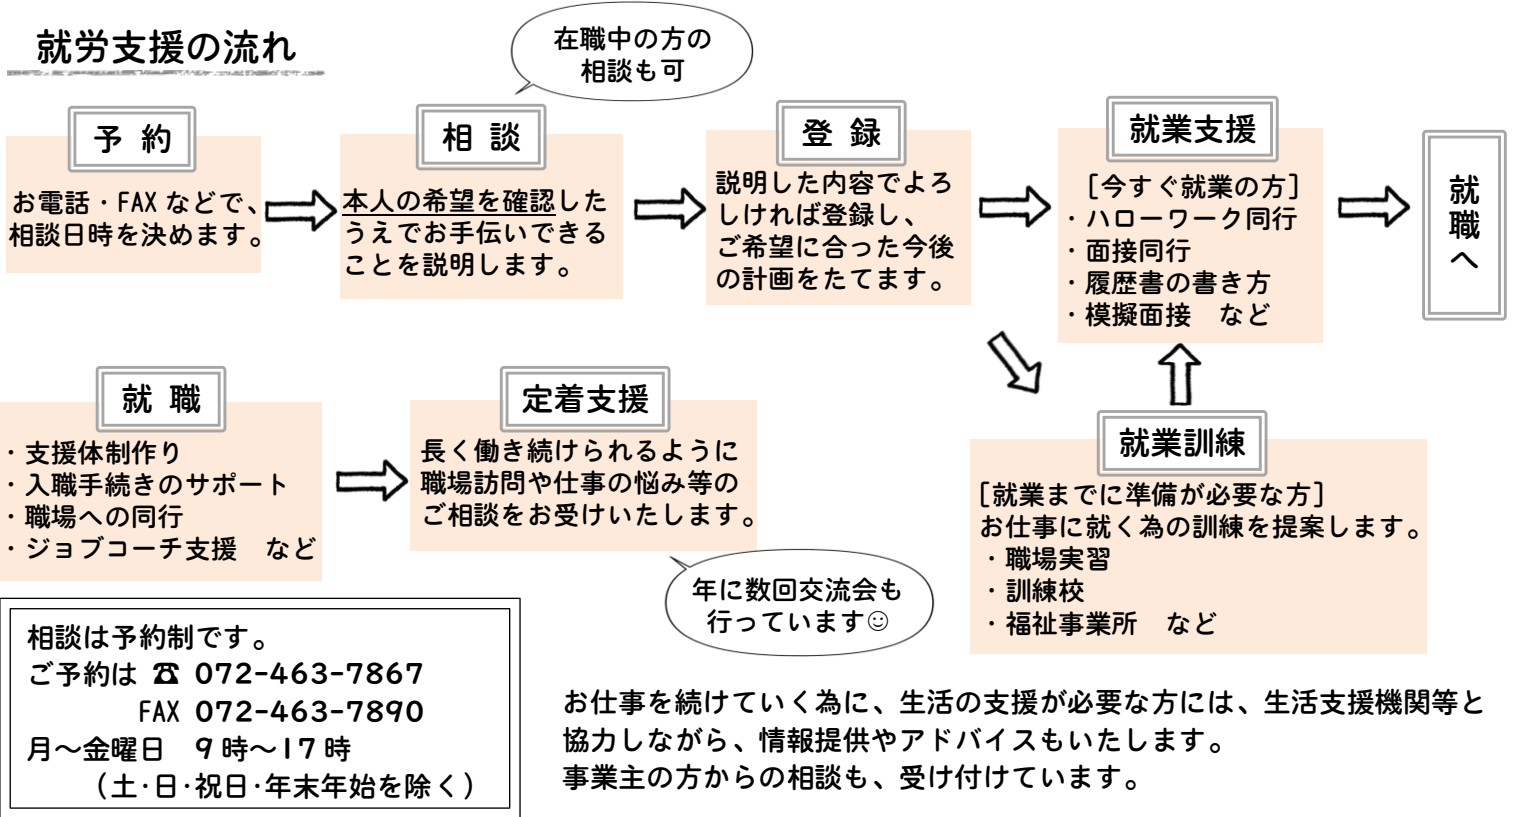 就労支援の流れ
在職中の方の
相談も可
予 約
お電話・FAXなどで、
相談日時を決めます。
相 談
本人の希望を確認した
うえでお手伝いできる
ことを説明します。
登 録
説明した内容でよろ
しければ登録し、
ご希望に合った今後
の計画をたてます。
就業支援
[今すぐ就業の方]
・ハローワーク同行
・面接同行
・履歴書の書き方
・模擬面接　など
就職へ
就業訓練
[就業までに準備が必要な方]
お仕事に就く為の訓練を提案します。
・職場実習
・訓練校
・福祉事業所　など
就 職
・支援体制作り
・入職手続きのサポート
・職場への同行
・ジョブコーチ支援　など
定着支援
長く働き続けられるように
職場訪問や仕事の悩み等の
ご相談をお受けいたします。
年に数回交流会も
行っています☺
相談は予約制です。
ご予約は ☎ 072-463-7867
FAX 072-463-7890
月～金曜日　9時～17時
（土・日・祝日・年末年始を除く）
お仕事を続けていく為に、生活の支援が必要な方には、生活支援機関等と
協力しながら、情報提供やアドバイスもいたします。
事業主の方からの相談も、受け付けています。